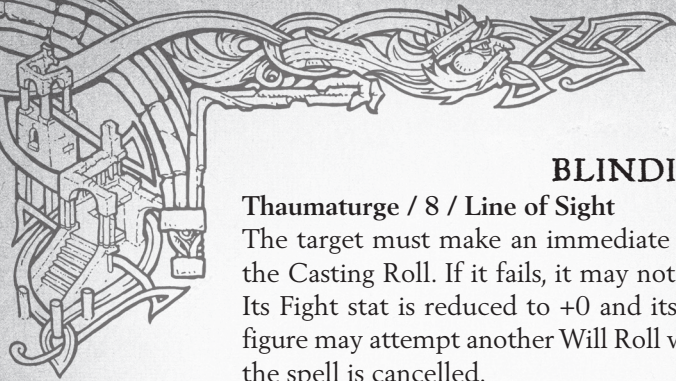 BLINDI
Thaumaturge / 8 / Line of Sight
The target must make an immediate
the Casting Roll. If it fails, it may not
Its Fight stat is reduced to +0 and its
figure may attempt another Will Roll w
the spell is cancelled.